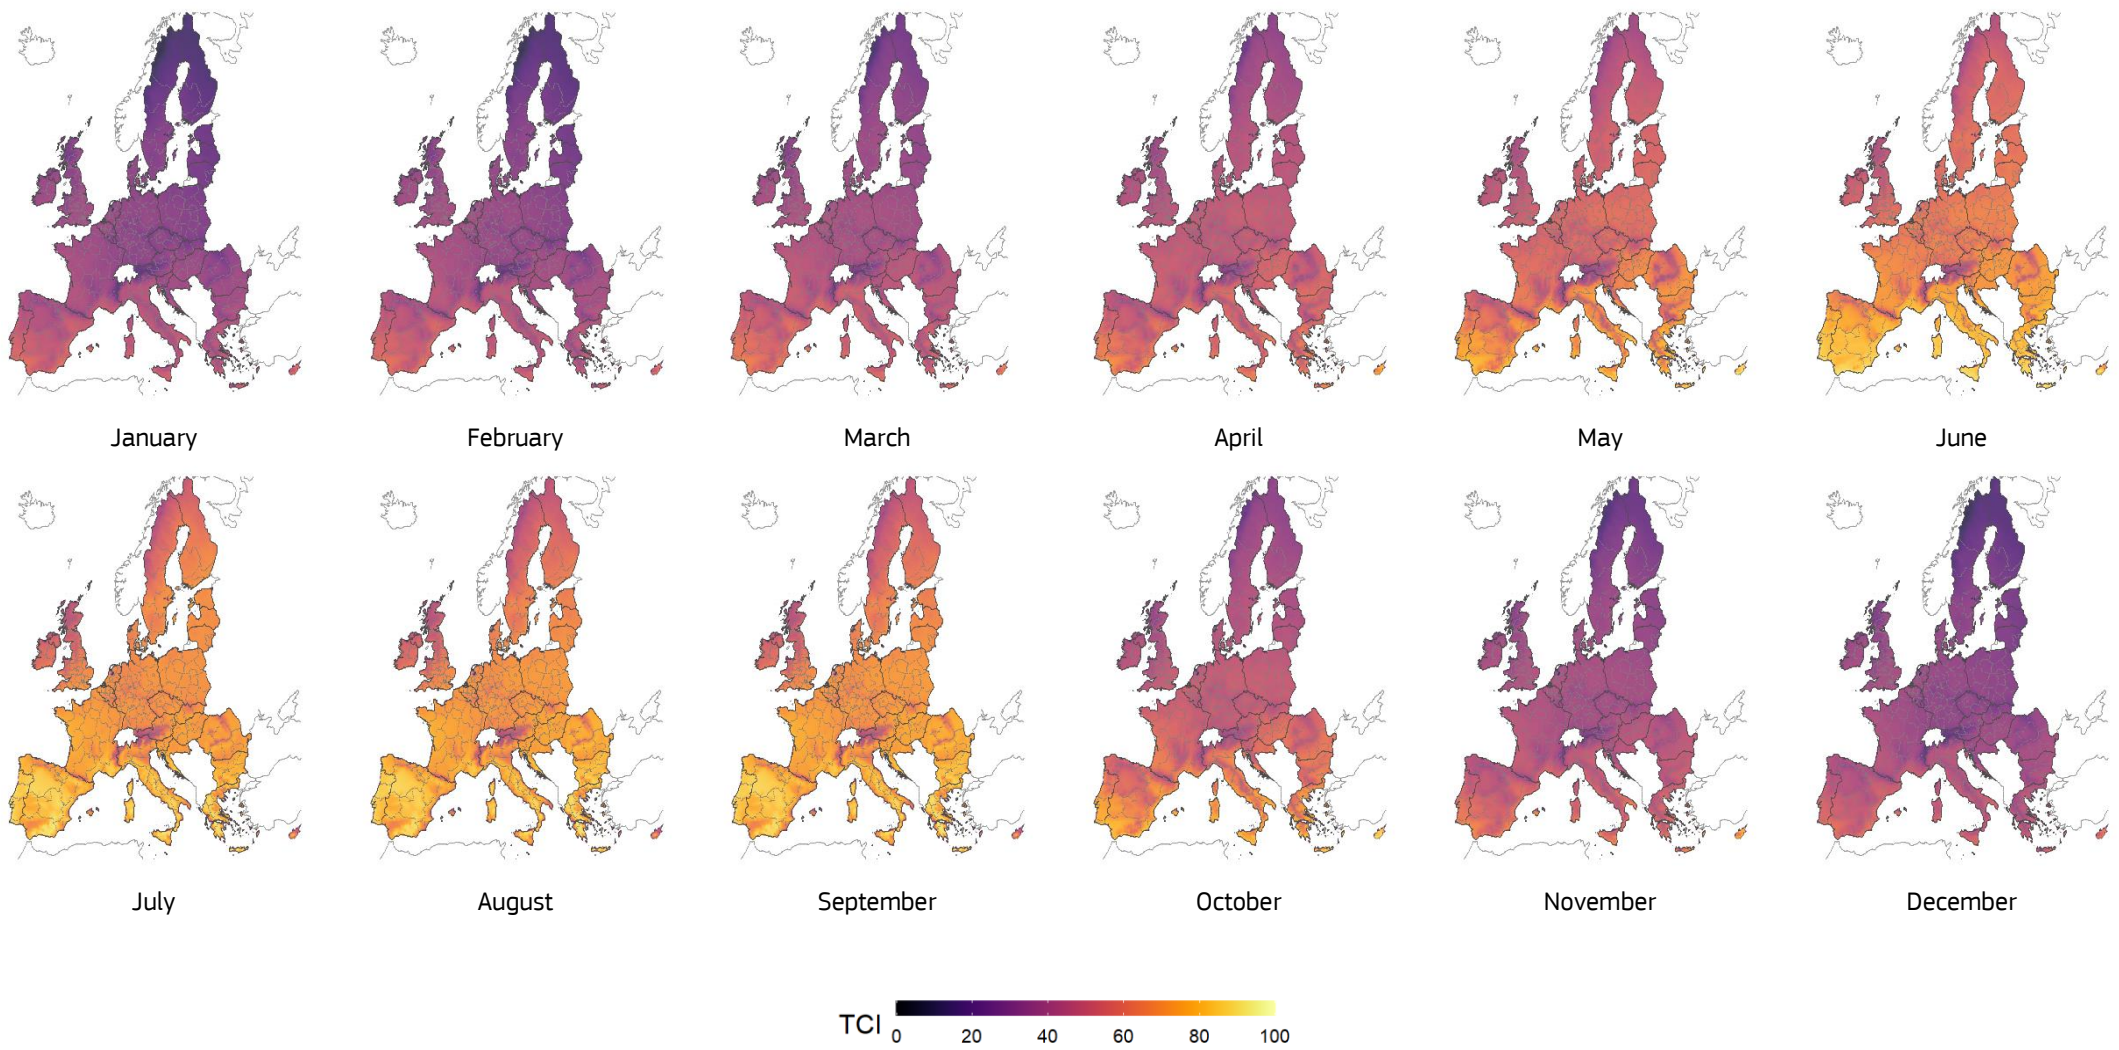 January February March April May June
July August September October November December
TCI 0 20 40 60 80 100